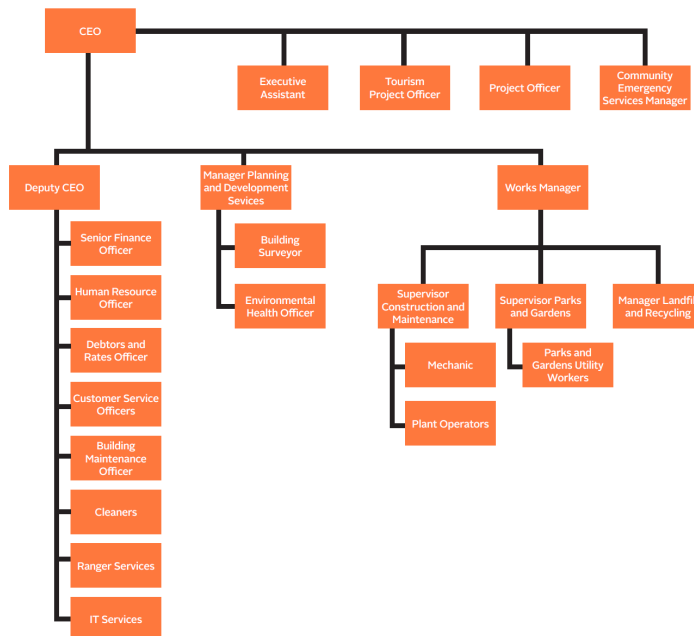 CEO
Executive
Assistant
Tourism
Project Officer
Project Officer
Community
Emergency
Services Manager
Deputy CEO
Manager Planning
and Development
Sevices
Works Manager
Senior Finance
Officer
Human Resource
Officer
Debtors and
Rates Officer
Customer Service
Officers
Building
Maintenance
Officer
Cleaners
Ranger Services
IT Services
Building
Surveyor
Environmental
Health Officer
Supervisor
Construction and
Maintenance
Mechanic
Plant Operators
Supervisor Parks
and Gardens
Parks and
Gardens Utility
Workers
Manager Landfil
and Recycling